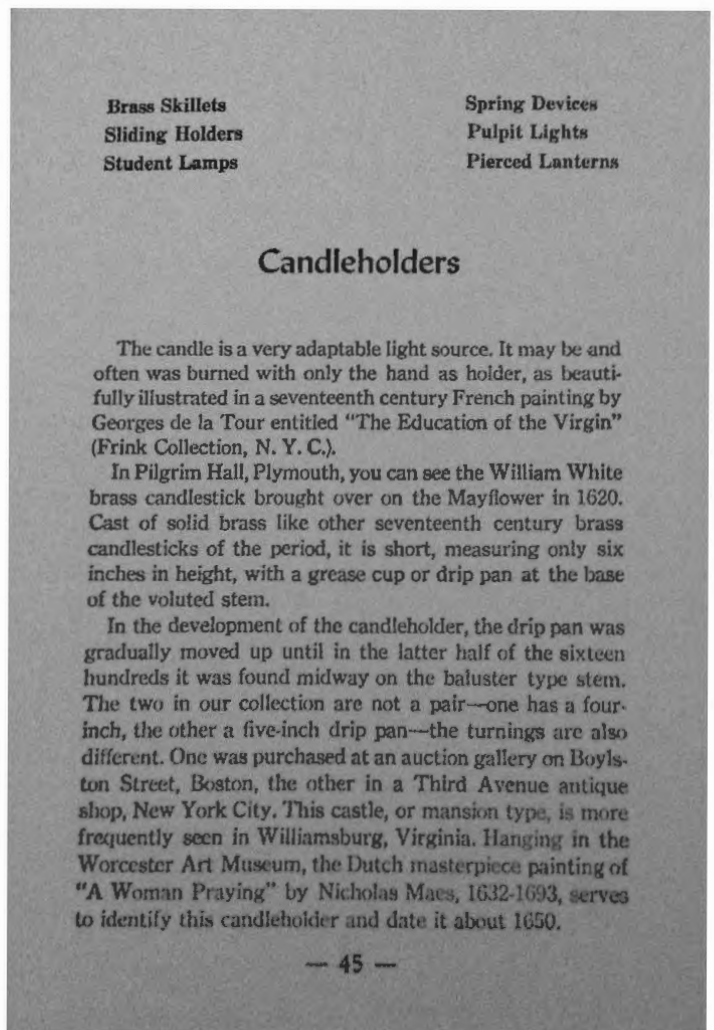 Brass Skillets
Sliding Holders
Student Lamps
Spring Devices
Pulpit Lights
Pierced Lanterns
Candleholders
The candle is a very adaptable light source. It may be and
often was burned with only the hand as holder, as beauti-
fully illustrated in a seventeenth century French painting by
Georges de la Tour entitled "The Education of the Virgin"
(Frink Collection, N. Y. C.).
In Pilgrim Hall, Plymouth, you can see the William White
brass candlestick brought over on the Mayflower in 1620.
Cast of solid brass like other seventeenth century brass
candlesticks of the period, it is short, measuring only six
inches in height, with a grease cup or drip pan at the base
of the voluted stem.
In the development of the candleholder, the drip pan was
gradually moved up until in the latter half of the sixteen
hundreds it was found midway on the baluster type stem.
The two in our collection are not a pair—one has a four-
inch, the other a five-inch drip pan—the turnings are also
different. One was purchased at an auction gallery on Boyls-
ton Street, Boston, the other in a Third Avenue antique
shop, New York City. This castle, or mansion type, is more
frequently seen in Williamsburg, Virginia. Hanging in the
Worcester Art Museum, the Dutch masterpiece painting of
"A Woman Praying" by Nicholas Maes, 1632-1693, serves
to identify this candleholder and date it about 1650.
— 45 —